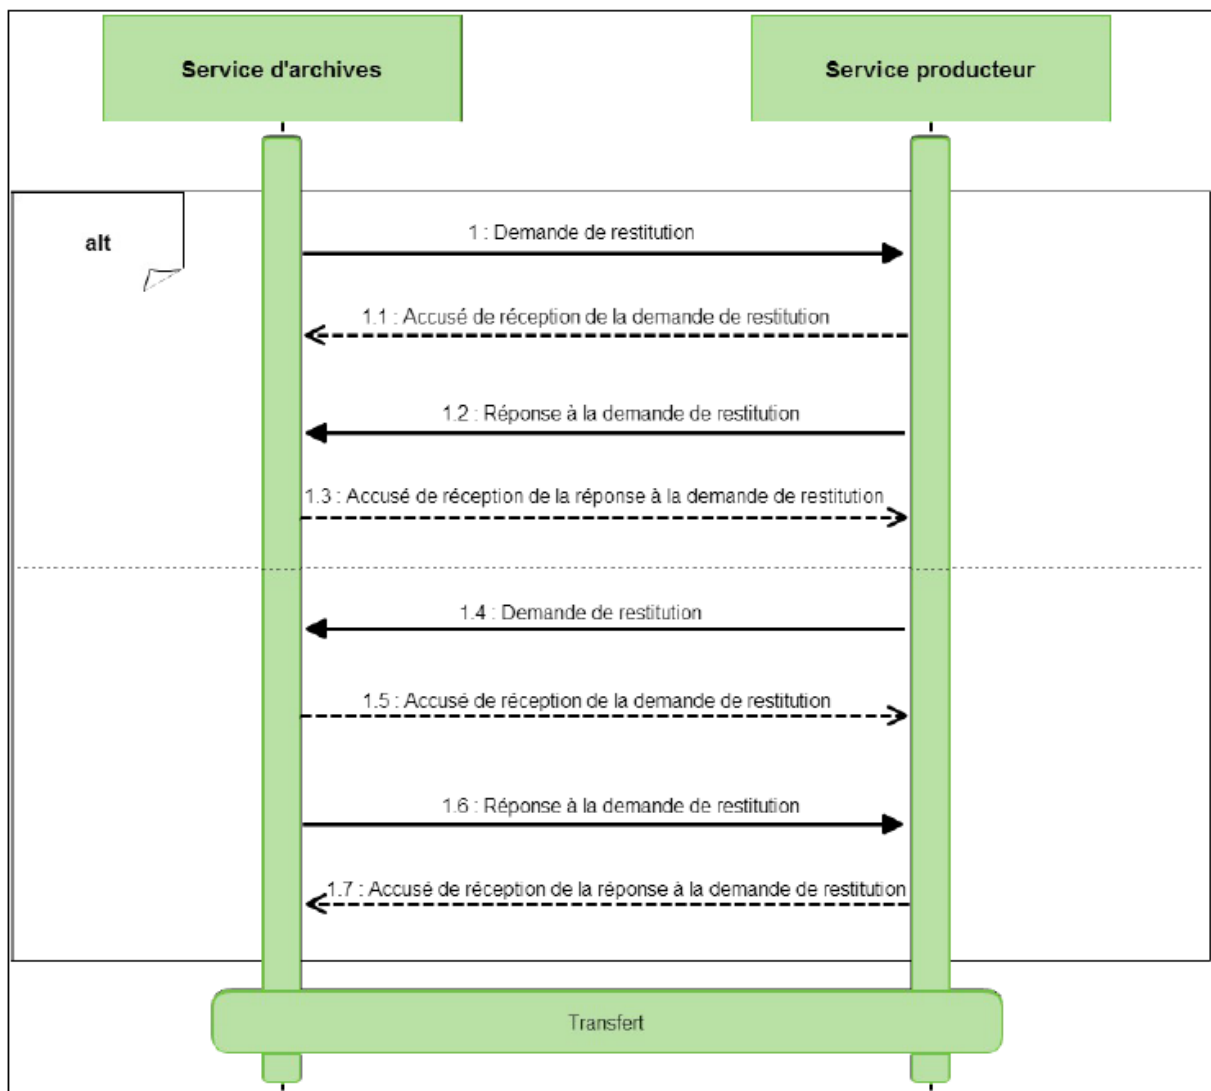 Service d'archives
Service producteur
alt
1 : Demande de restitution
1.1 : Accusé de réception de la demande de restitution
1.2 : Réponse à la demande de restitution
1.3 : Accusé de réception de la réponse à la demande de restitution
1.4 : Demande de restitution
1.5 : Accusé de réception de la demande de restitution
1.6 : Réponse à la demande de restitution
1.7 : Accusé de réception de la réponse à la demande de restitution
Transfert